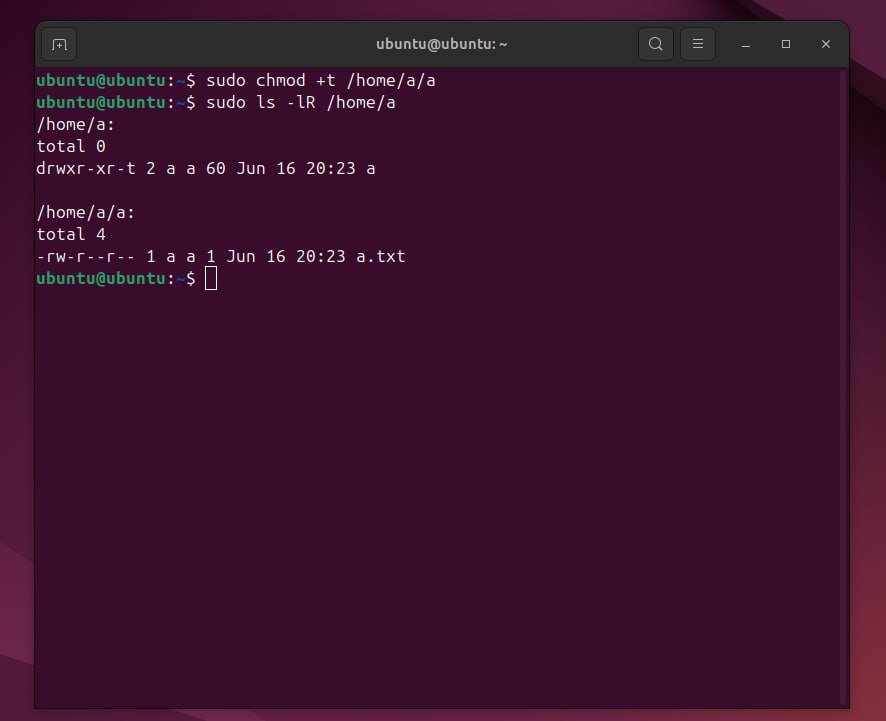 ubuntu@ubuntu: ~
ubuntu@ubuntu:~$ sudo chmod +t /home/a/a
ubuntu@ubuntu:~$ sudo ls -lR /home/a
/home/a:
total 0
drwxr-xr-t 2 a a 60 Jun 16 20:23 a
/home/a/a:
total 4
-rw-r--r-- 1 a a 1 Jun 16 20:23 a.txt
ubuntu@ubuntu:~$